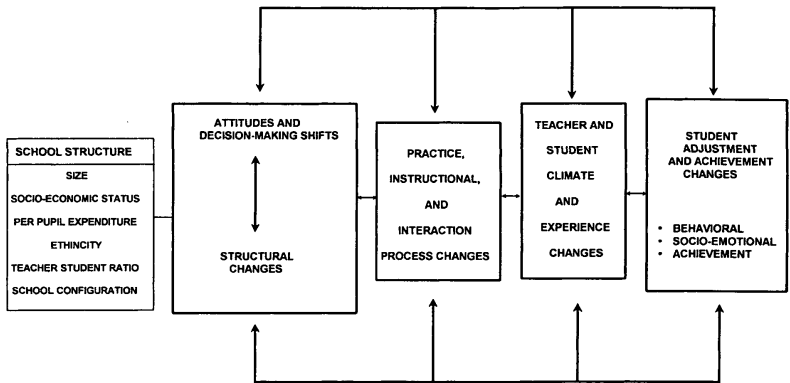 SCHOOL STRUCTURE
SIZE
SOCIO-ECONOMIC STATUS
PER PUPIL EXPENDITURE
ETHINCITY
TEACHER STUDENT RATIO
SCHOOL CONFIGURATION
ATTITUDES AND
DECISION-MAKING SHIFTS
STRUCTURAL
CHANGES
PRACTICE,
INSTRUCTIONAL,
AND
INTERACTION
PROCESS CHANGES
TEACHER AND
STUDENT
CLIMATE
AND
EXPERIENCE
CHANGES
STUDENT
ADJUSTMENT
AND ACHIEVEMENT
CHANGES
• BEHAVIORAL
• SOCIO-EMOTIONAL
• ACHIEVEMENT